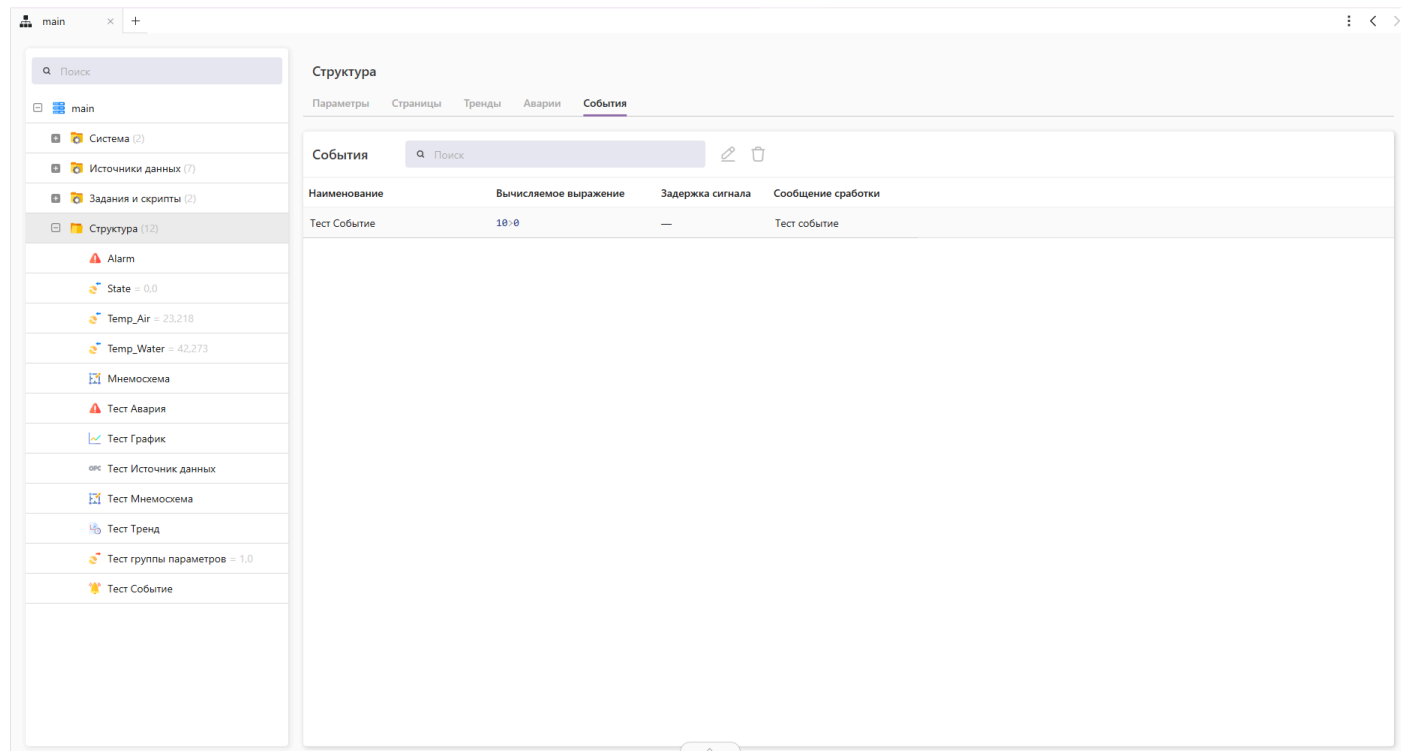 main
Поиск
main
Система (2)
Источники данных (7)
Задания и скрипты (2)
Структура (12)
Alarm
State = 0,0
Temp_Air = 23,218
Temp_Water = 42,273
Мнемосхема
Тест Авария
Тест График
OPC Тест Источник данных
Тест Мнемосхема
Тест Тренд
Тест группы параметров = 1,0
Тест Событие
Структура
Параметры Страницы Тренды Аварии События
События Поиск
Наименование Вычисляемое выражение Задержка сигнала Сообщение сработки
Тест Событие 10>0 — Тест событие